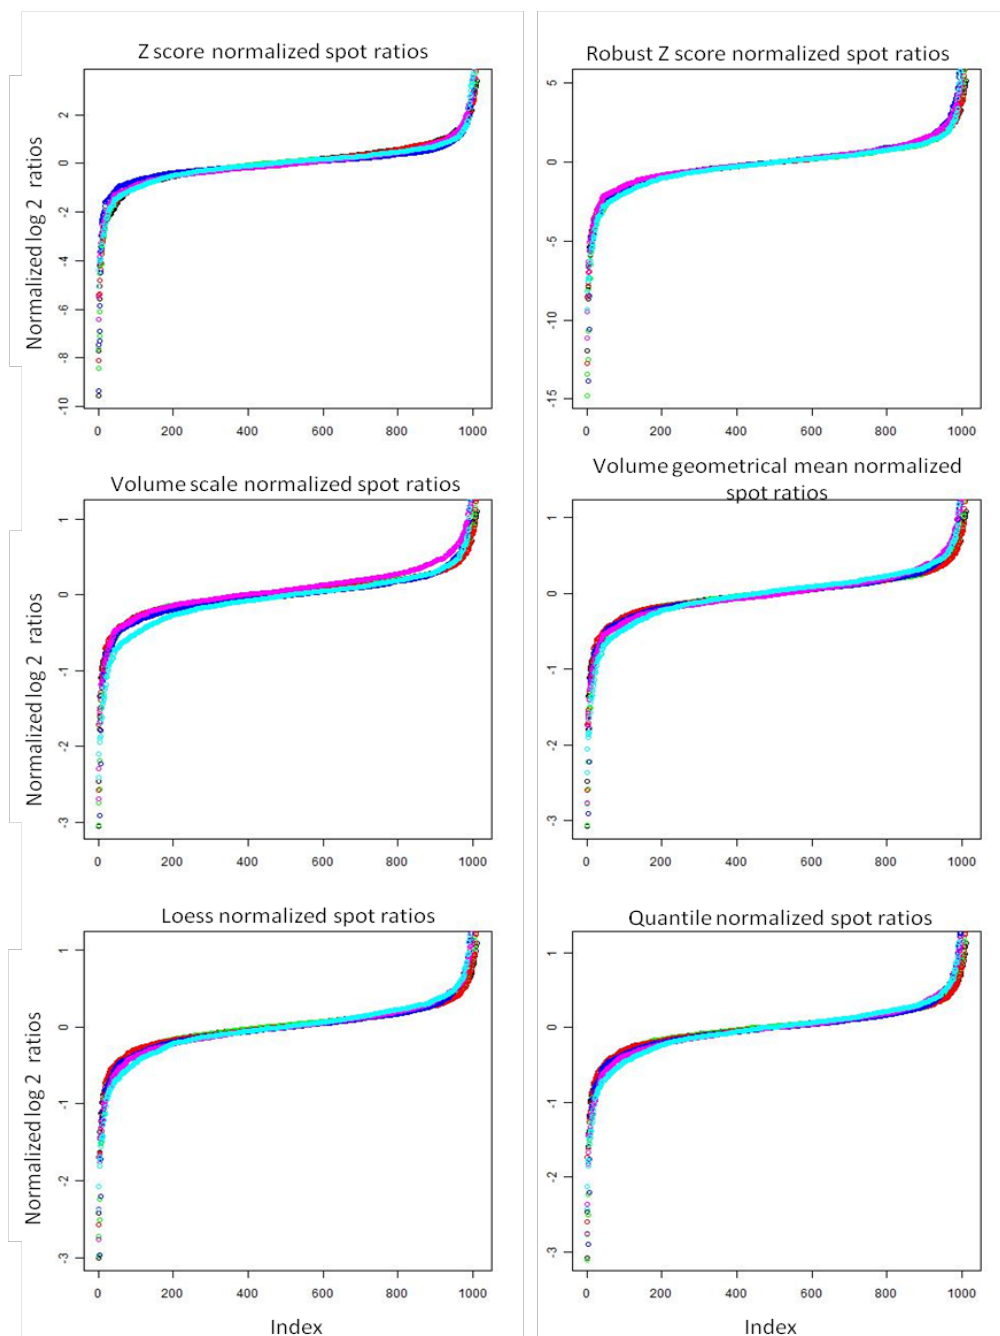 Z score normalized spot ratios
Robust Z score normalized spot ratios
Normalized log 2 ratios
2
0
-2
-4
-6
-8
-10
5
0
-5
-10
-15
0 200 400 600 800 1000
0 200 400 600 800 1000
Volume scale normalized spot ratios
Volume geometrical mean normalized
spot ratios
Normalized log 2 ratios
1
0
-1
-2
-3
1
0
-1
-2
-3
0 200 400 600 800 1000
0 200 400 600 800 1000
Loess normalized spot ratios
Quantile normalized spot ratios
Normalized log 2 ratios
1
0
-1
-2
-3
1
0
-1
-2
-3
0 200 400 600 800 1000
0 200 400 600 800 1000
Index
Index